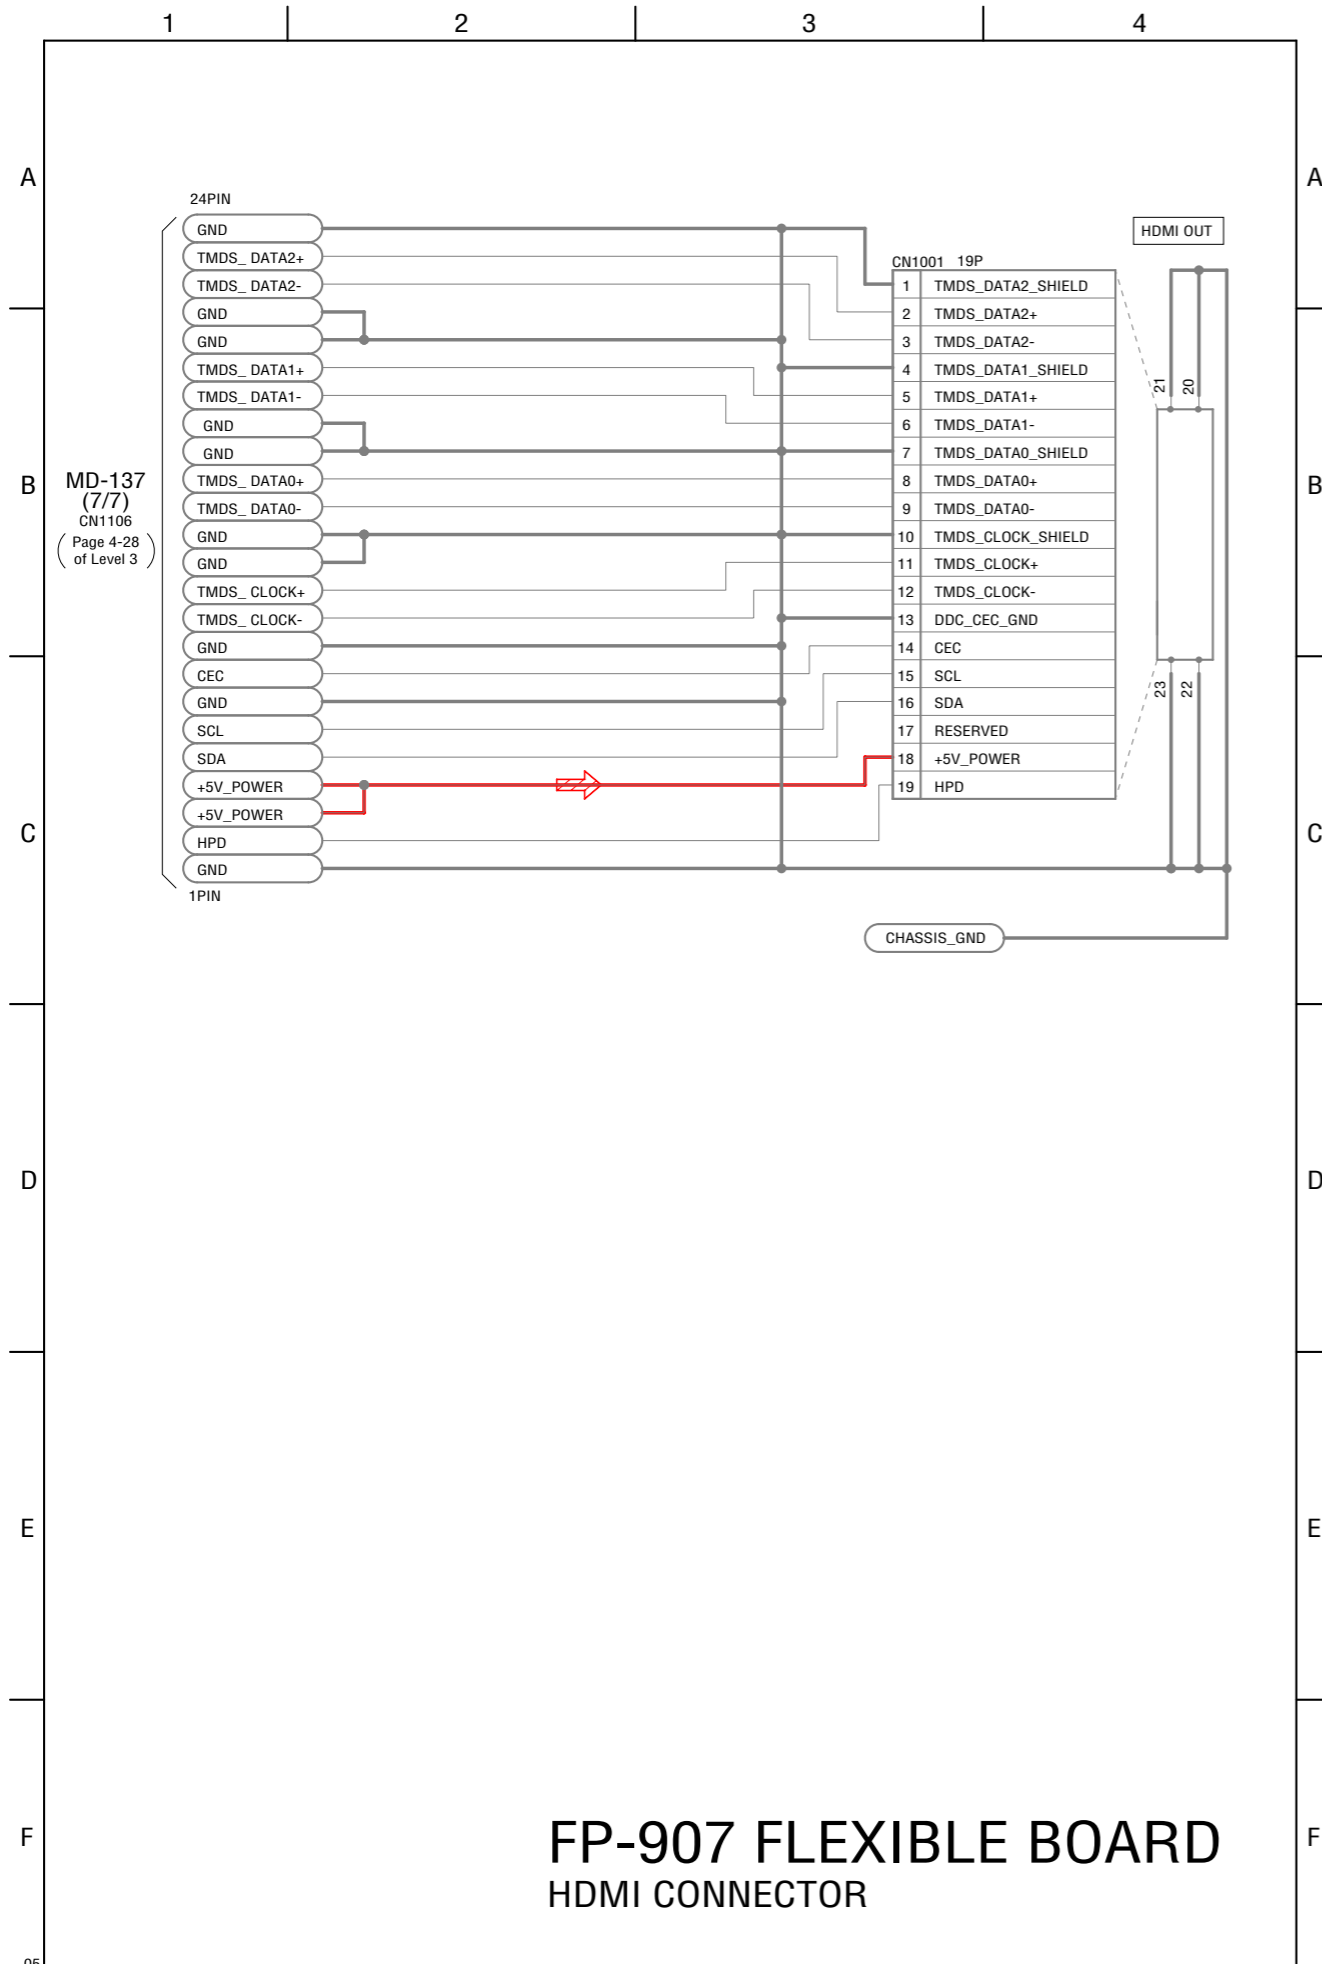 1 2 3 4
A A
24PIN
GND
TMDS_ DATA2+
TMDS_ DATA2-
GND
GND
TMDS_ DATA1+
TMDS_ DATA1-
GND
GND
TMDS_ DATA0+
TMDS_ DATA0-
GND
GND
TMDS_ CLOCK+
TMDS_ CLOCK-
GND
CEC
GND
SCL
SDA
+5V_POWER
+5V_POWER
HPD
GND
1PIN
B B
MD-137
(7/7)
CN1106
( Page 4-28
of Level 3 )
HDMI OUT
CN1001 19P
1 TMDS_DATA2_SHIELD
2 TMDS_DATA2+
3 TMDS_DATA2-
4 TMDS_DATA1_SHIELD
5 TMDS_DATA1+
6 TMDS_DATA1-
7 TMDS_DATA0_SHIELD
8 TMDS_DATA0+
9 TMDS_DATA0-
10 TMDS_CLOCK_SHIELD
11 TMDS_CLOCK+
12 TMDS_CLOCK-
13 DDC_CEC_GND
14 CEC
15 SCL
16 SDA
17 RESERVED
18 +5V_POWER
19 HPD
21 20
23 22
C C
CHASSIS_GND
D D
E E
F F
FP-907 FLEXIBLE BOARD
HDMI CONNECTOR
05